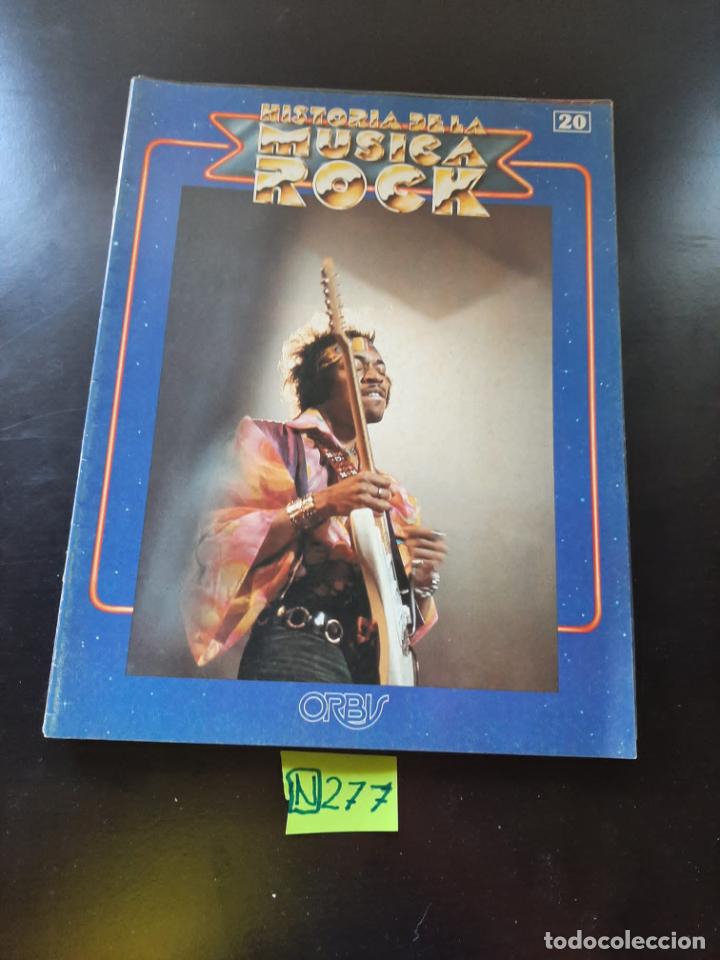 HISTORIA DE LA
MUSICA
ROCK
20
ORBIS
N277
todocoleccion